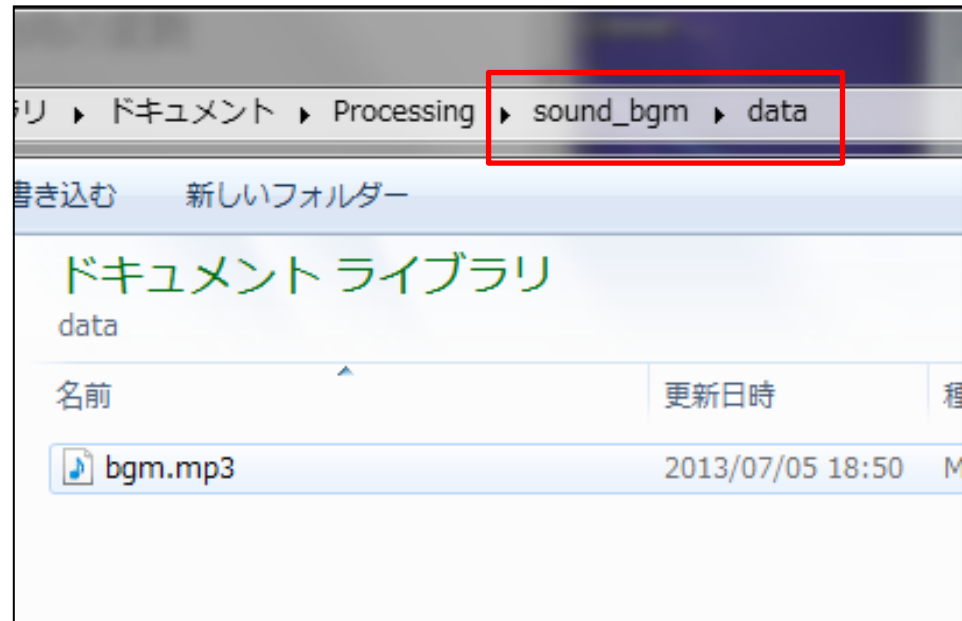 ラリ ▸ ドキュメント ▸ Processing ▸ sound_bgm ▸ data
書き込む 新しいフォルダー
ドキュメント ライブラリ
data
名前 更新日時 種
bgm.mp3 2013/07/05 18:50 M